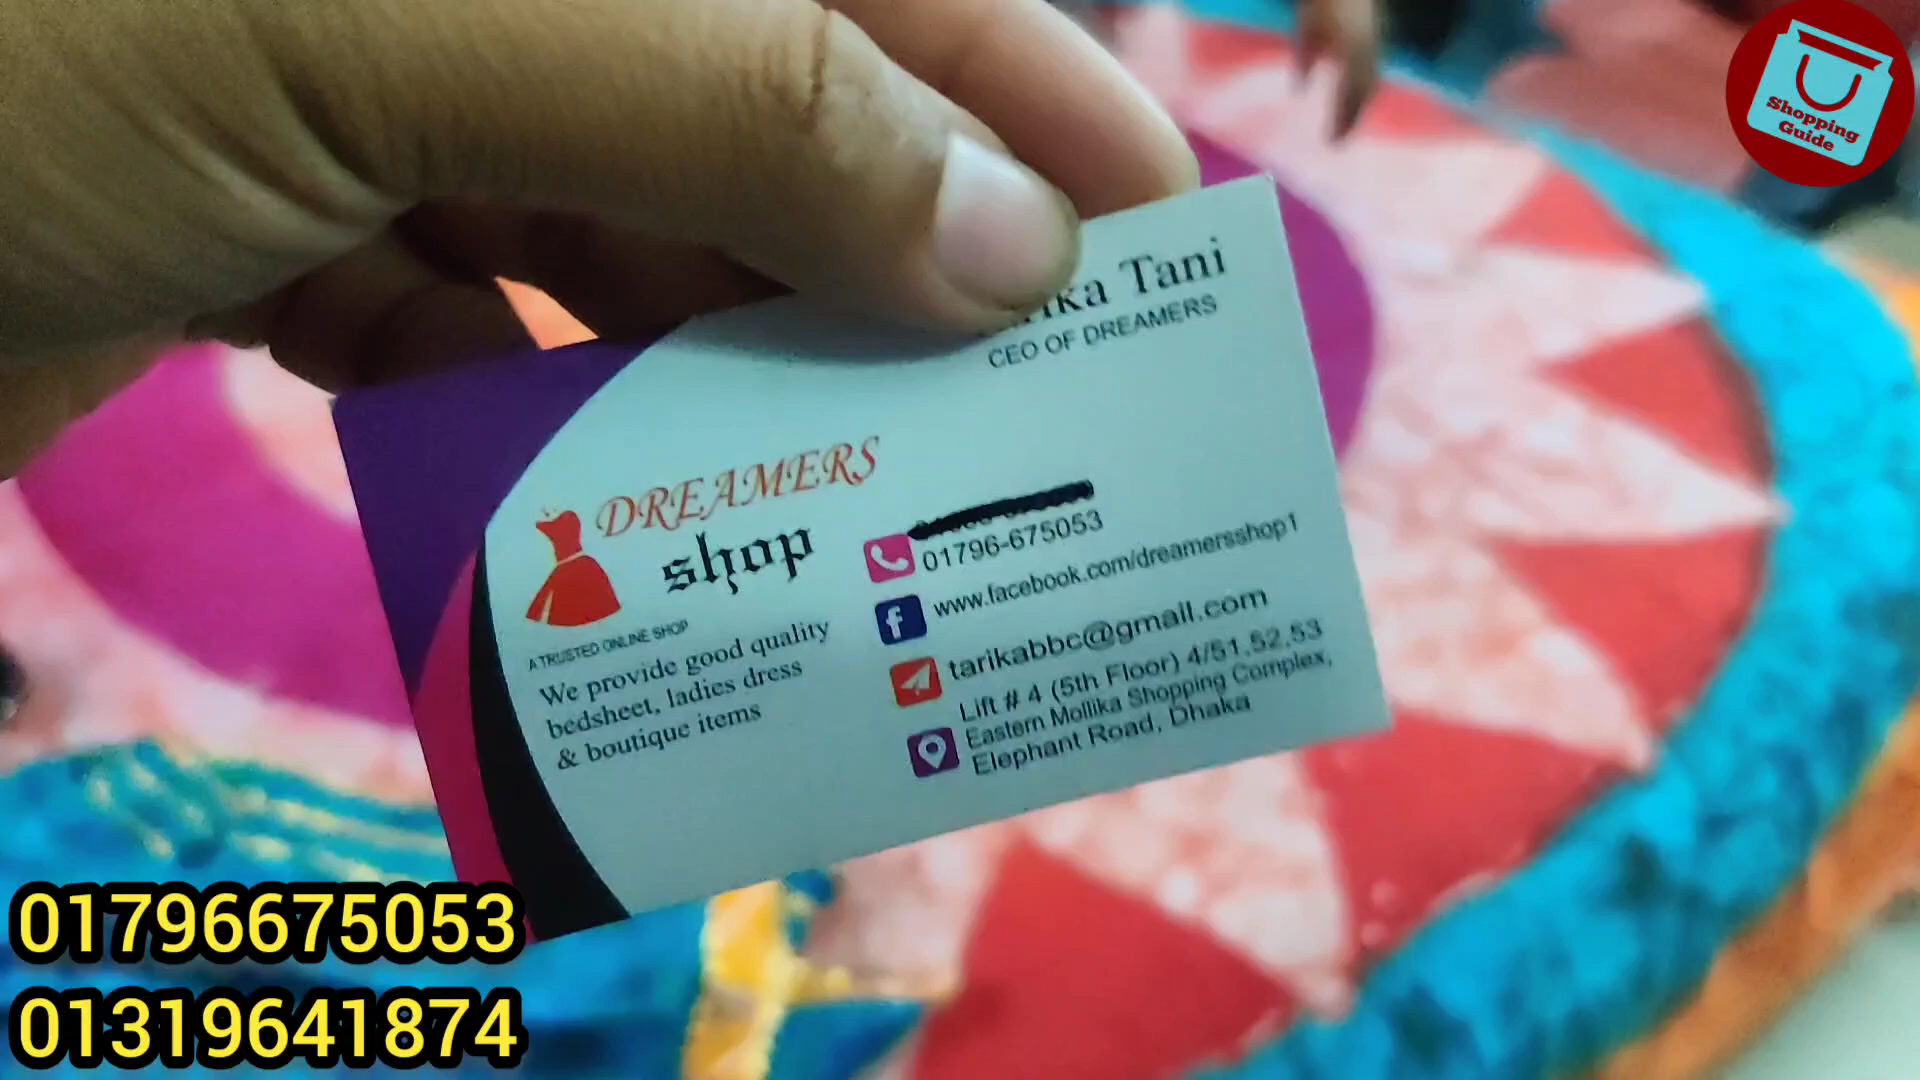 Shopping
Guide
Tani
CEO OF DREAMERS
DREAMERS
shop
A TRUSTED ONLINE SHOP
We provide good quality
bedsheet, ladies dress
& boutique items
01796-675053
www.facebook.com/dreamersshop1
tarikabbc@gmail.com
Lift # 4 (5th Floor) 4/51,52,53
Eastern Mollika Shopping Complex,
Elephant Road, Dhaka
01796675053
01319641874